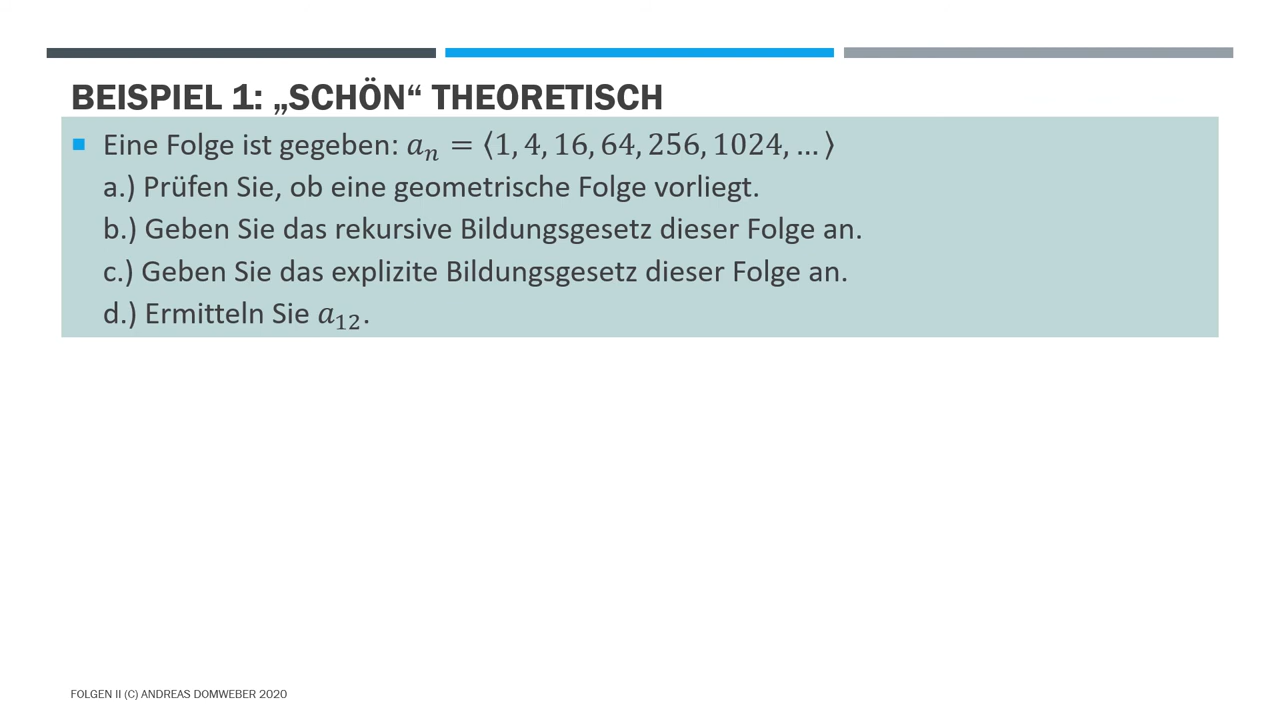 BEISPIEL 1: „SCHÖN“ THEORETISCH
Eine Folge ist gegeben: aₙ = ⟨1, 4, 16, 64, 256, 1024, … ⟩
a.) Prüfen Sie, ob eine geometrische Folge vorliegt.
b.) Geben Sie das rekursive Bildungsgesetz dieser Folge an.
c.) Geben Sie das explizite Bildungsgesetz dieser Folge an.
d.) Ermitteln Sie a₁₂.
FOLGEN II (C) ANDREAS DOMWEBER 2020